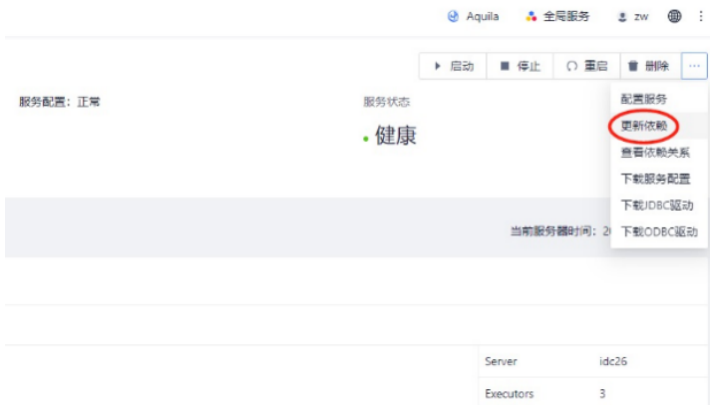 Aquila 全局服务 zw
启动 停止 重启 删除 ...
服务配置：正常
服务状态
健康
配置服务
更新依赖
查看依赖关系
下载服务配置
下载JDBC驱动
下载ODBC驱动
当前服务器时间：2
Server idc26
Executors 3